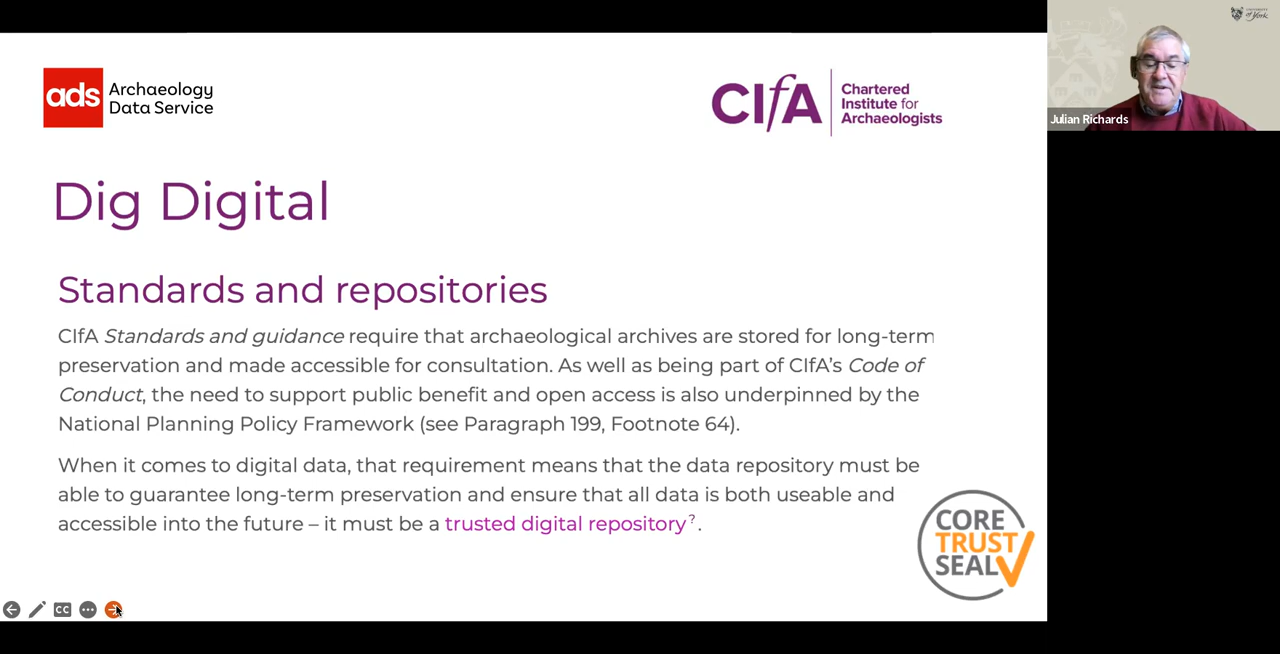 ads Archaeology
Data Service
CIfA Chartered
Institute for
Archaeologists
UNIVERSITY
of York
Julian Richards
Dig Digital
Standards and repositories
CIfA Standards and guidance require that archaeological archives are stored for long-term
preservation and made accessible for consultation. As well as being part of CIfA’s Code of
Conduct, the need to support public benefit and open access is also underpinned by the
National Planning Policy Framework (see Paragraph 199, Footnote 64).
When it comes to digital data, that requirement means that the data repository must be
able to guarantee long-term preservation and ensure that all data is both useable and
accessible into the future – it must be a trusted digital repository?.
CORE
TRUST
SEAL
CC